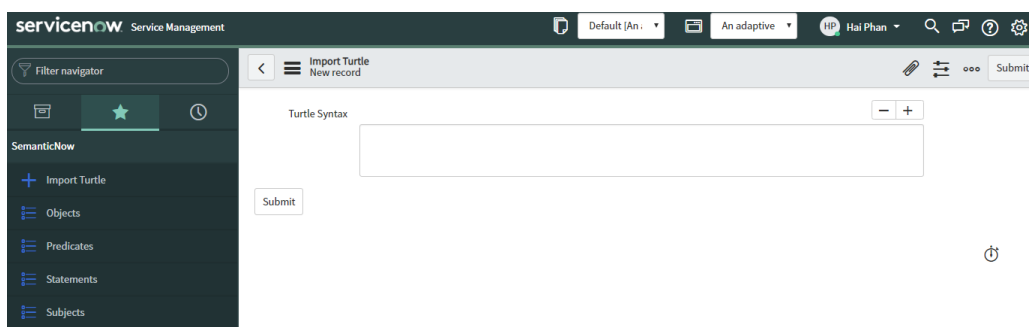 servicenow Service Management
Default [An.
An adaptive
HP Hai Phan
Filter navigator
Import Turtle
New record
Submit
Turtle Syntax
SemanticNow
Import Turtle
Submit
Objects
Predicates
Statements
Subjects